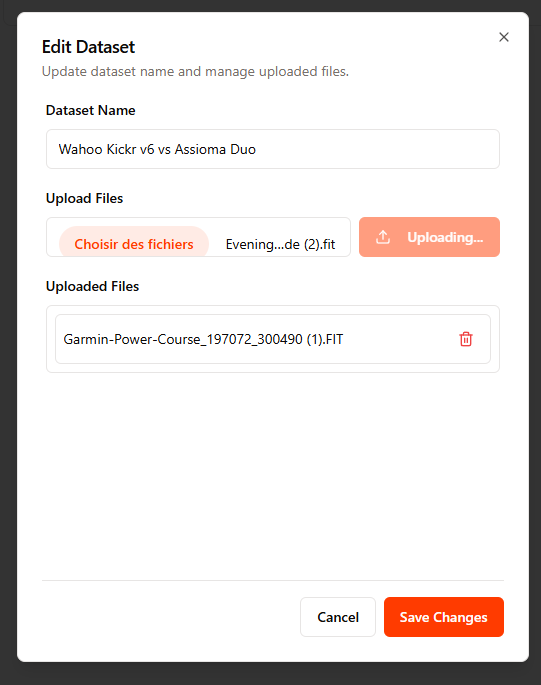 Edit Dataset
Update dataset name and manage uploaded files.
Dataset Name
Wahoo Kickr v6 vs Assioma Duo
Upload Files
Choisir des fichiers Evening...de (2).fit Uploading...
Uploaded Files
Garmin-Power-Course_197072_300490 (1).FIT
Cancel Save Changes